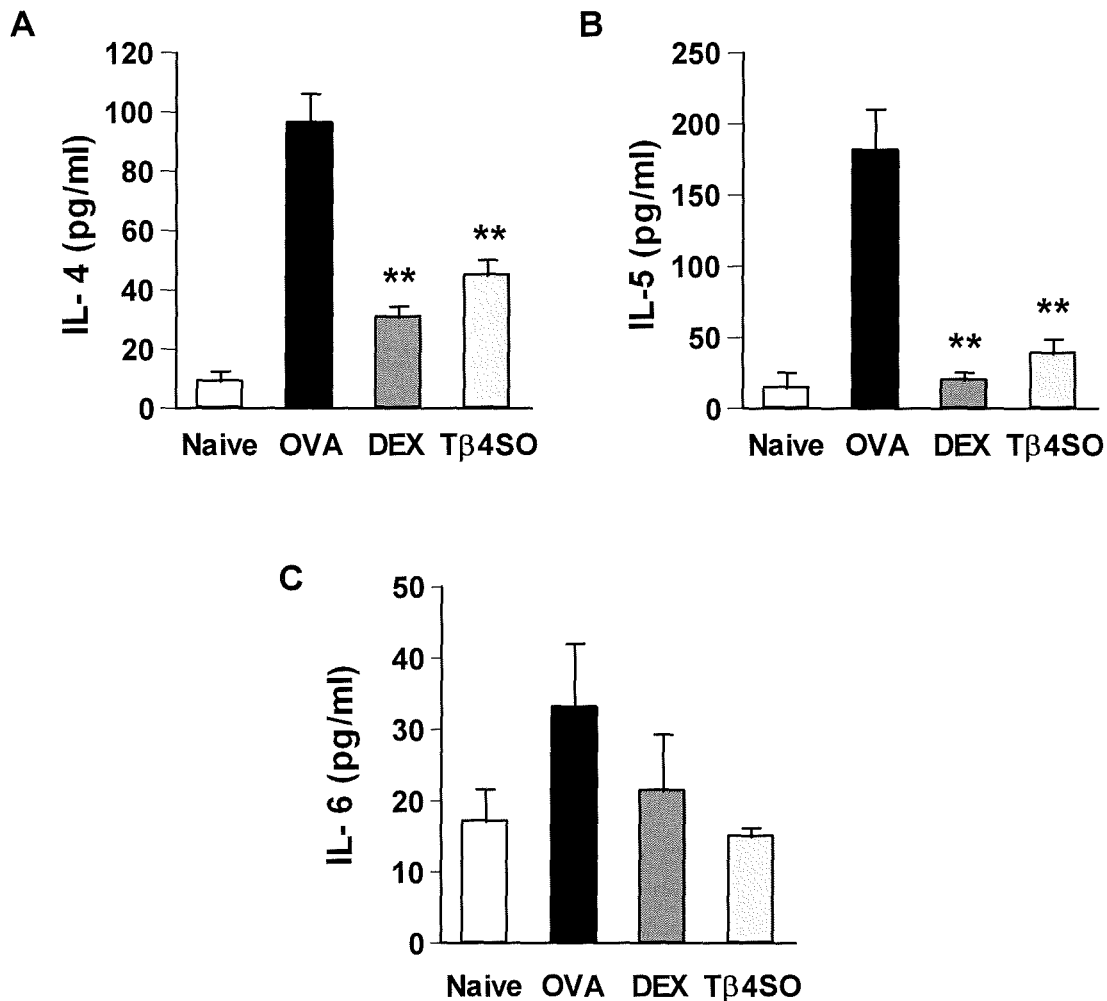 A
IL- 4 (pg/ml)
120
100
80
60
40
20
0
**
**
Naive OVA DEX Tβ4SO
B
IL-5 (pg/ml)
250
200
150
100
50
0
**
**
Naive OVA DEX Tβ4SO
C
IL- 6 (pg/ml)
50
40
30
20
10
0
Naive OVA DEX Tβ4SO